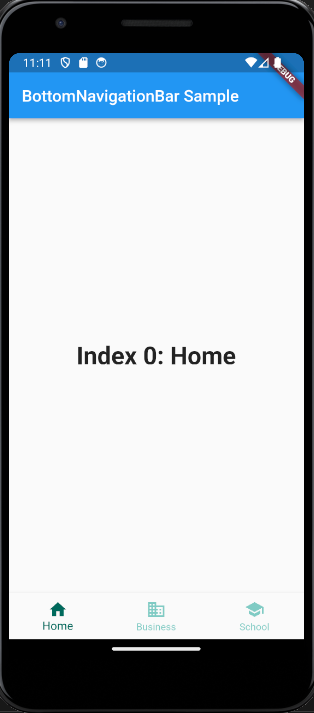 11:11
DEBUG
BottomNavigationBar Sample
Index 0: Home
Home
Business
School